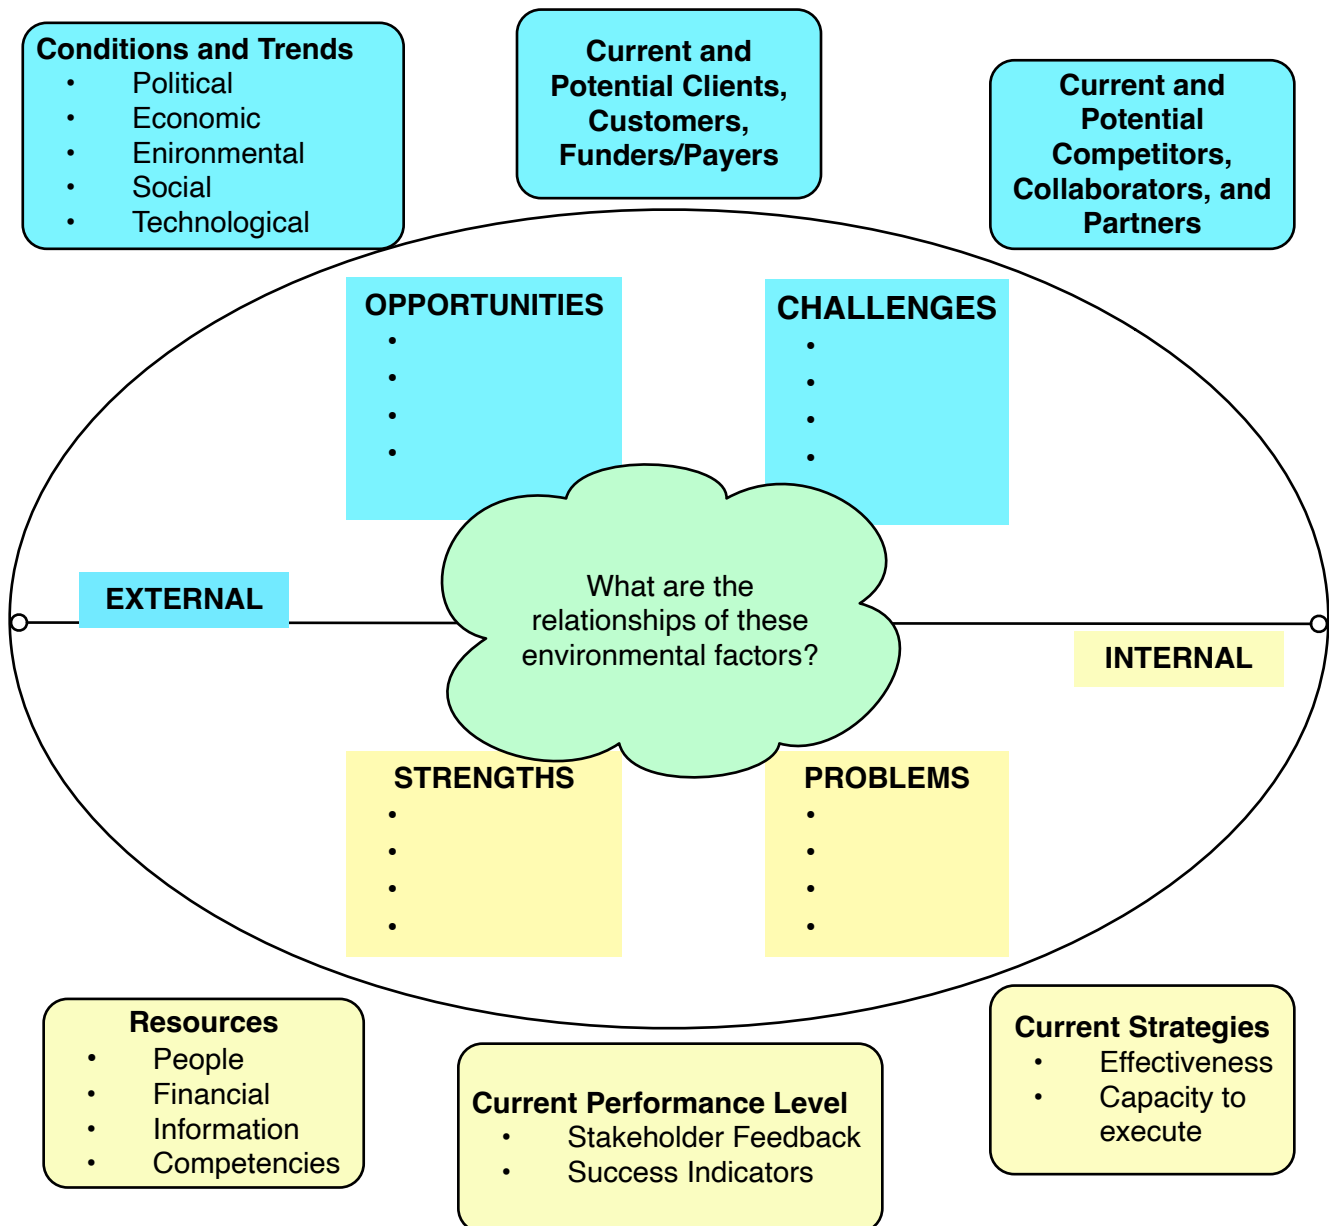 Conditions and Trends
• Political
• Economic
• Enironmental
• Social
• Technological
Current and
Potential Clients,
Customers,
Funders/Payers
Current and
Potential
Competitors,
Collaborators, and
Partners
OPPORTUNITIES
•
•
•
•
CHALLENGES
•
•
•
•
EXTERNAL
What are the
relationships of these
environmental factors?
INTERNAL
STRENGTHS
•
•
•
•
PROBLEMS
•
•
•
•
Resources
• People
• Financial
• Information
• Competencies
Current Performance Level
• Stakeholder Feedback
• Success Indicators
Current Strategies
• Effectiveness
• Capacity to
execute